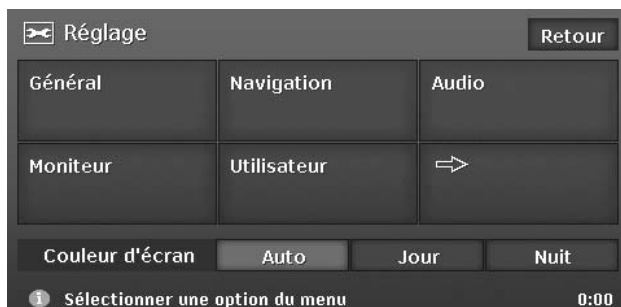 Réglage
Retour
Général
Navigation
Audio
Moniteur
Utilisateur
Couleur d'écran
Auto
Jour
Nuit
Sélectionner une option du menu
0:00